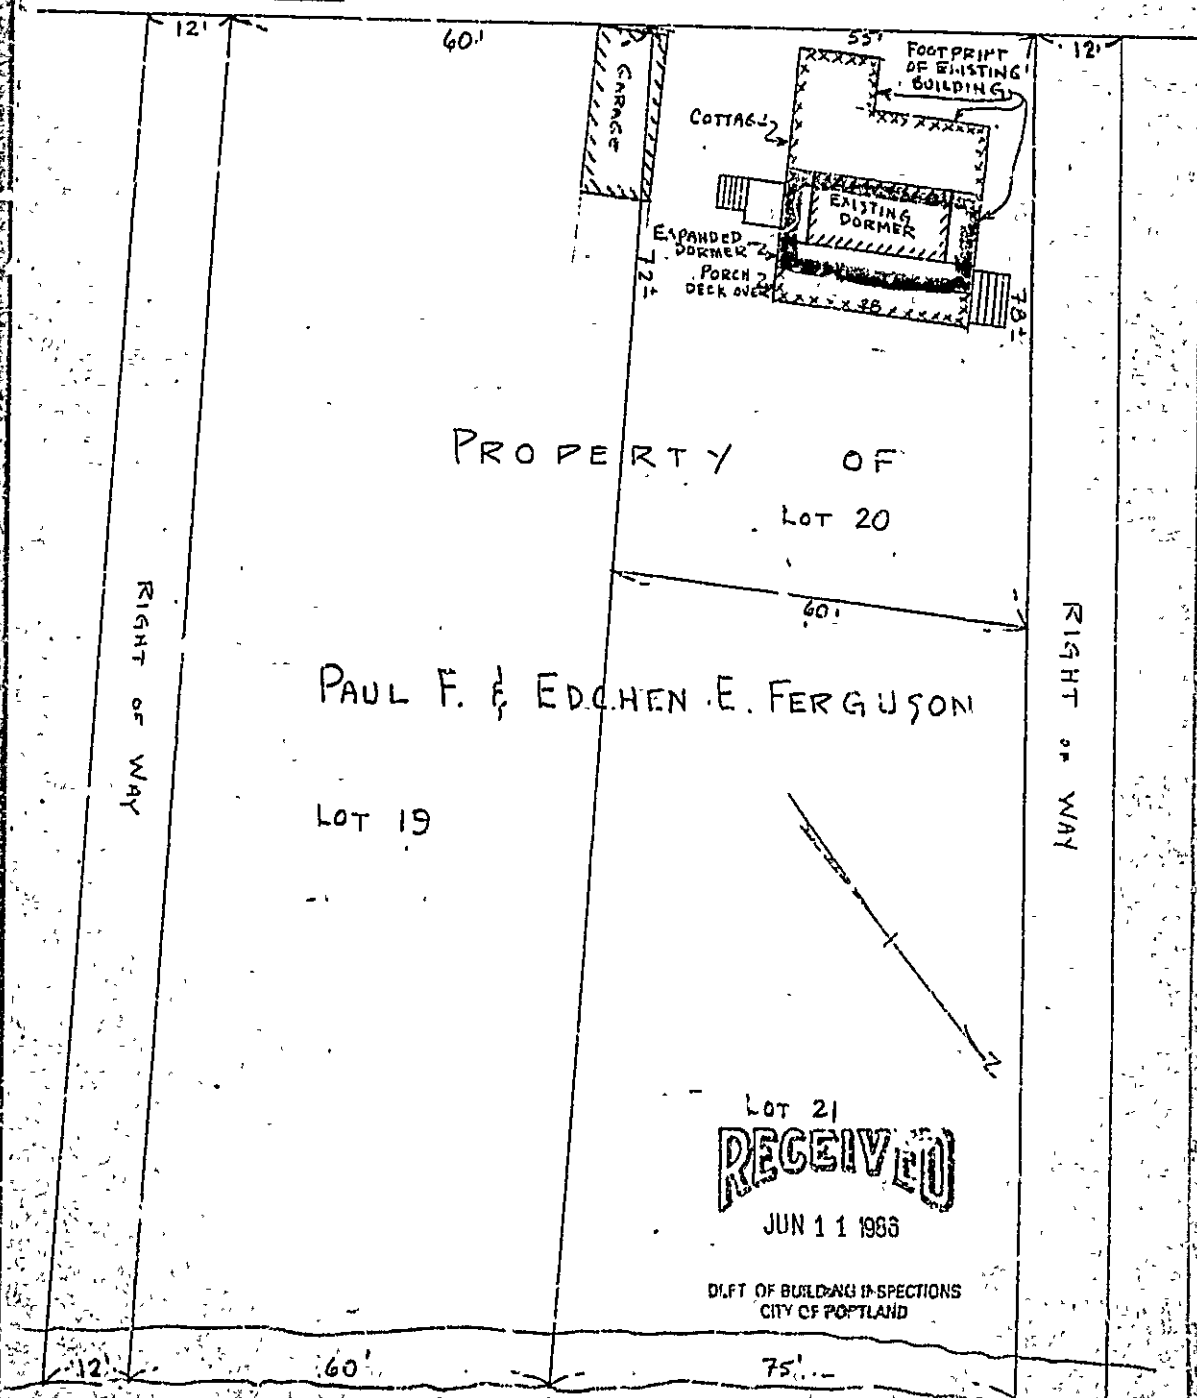 12'
60'
55'
12'
GARAGE
FOOTPRINT
OF EXISTING
BUILDING
COTTAGE
EXISTING
DORMER
EXPANDED
DORMER
PORCH
DECK OVER
28
72±
78±
PROPERTY OF
LOT 20
60'
RIGHT OF WAY
RIGHT OF WAY
PAUL F. & EDCHEN E. FERGUSON
LOT 19
LOT 21
RECEIVED
JUN 11 1986
DEPT OF BUILDING INSPECTIONS
CITY OF PORTLAND
12'
60'
75'